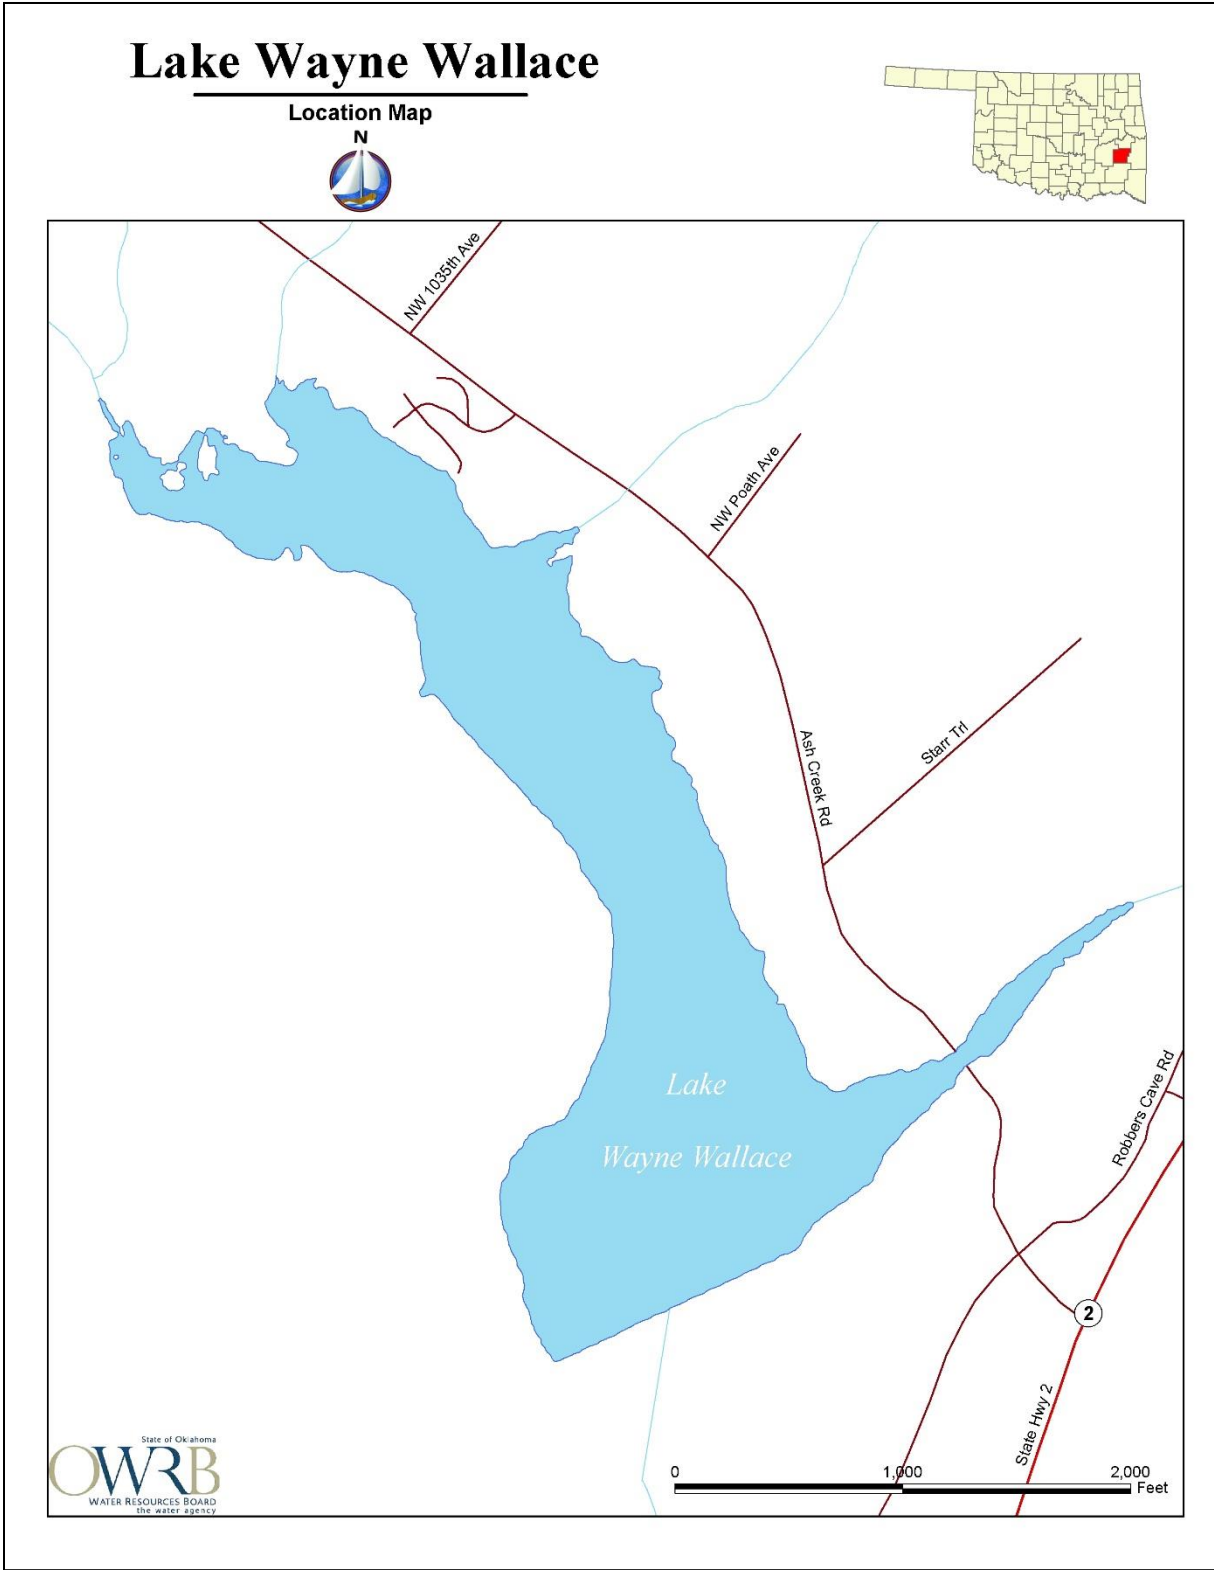 Lake Wayne Wallace
Location Map
N
NW 1035th Ave
NW Poath Ave
Starr Trl
Ash Creek Rd
Lake
Wayne Wallace
Robbers Cave Rd
2
State Hwy 2
0 1,000 2,000
Feet
State of Oklahoma
OWRB
WATER RESOURCES BOARD
the water agency